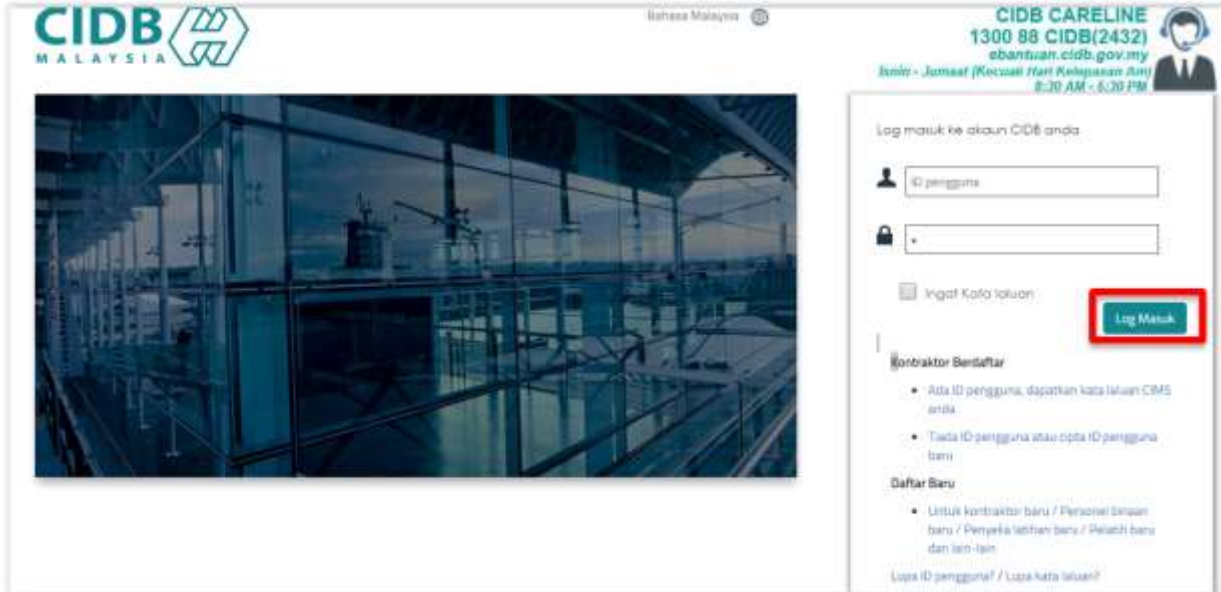 CIDB
MALAYSIA
Bahasa Malaysia
CIDB CARELINE
1300 88 CIDB(2432)
ebantuan.cidb.gov.my
Isnin - Jumaat (Kecuali Hari Kelepasan Am)
8:30 AM - 5:30 PM
Log masuk ke akaun CIDB anda
ID pengguna
Ingat Kata laluan
Log Masuk
Kontraktor Berdaftar
• Ada ID pengguna, dapatkan kata laluan CIMS
anda
• Tiada ID pengguna atau cipta ID pengguna
baru
Daftar Baru
• Untuk kontraktor baru / Personel binaan
baru / Penyelia latihan baru / Pelatih baru
dan lain-lain
Lupa ID pengguna? / Lupa kata laluan?